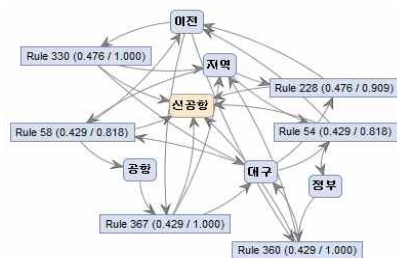 이전
Rule 330 (0.476 / 1.000)
지역
Rule 228 (0.476 / 0.909)
신공항
Rule 58 (0.429 / 0.818)
Rule 54 (0.429 / 0.818)
공항
대구
정부
Rule 367 (0.429 / 1.000)
Rule 360 (0.429 / 1.000)